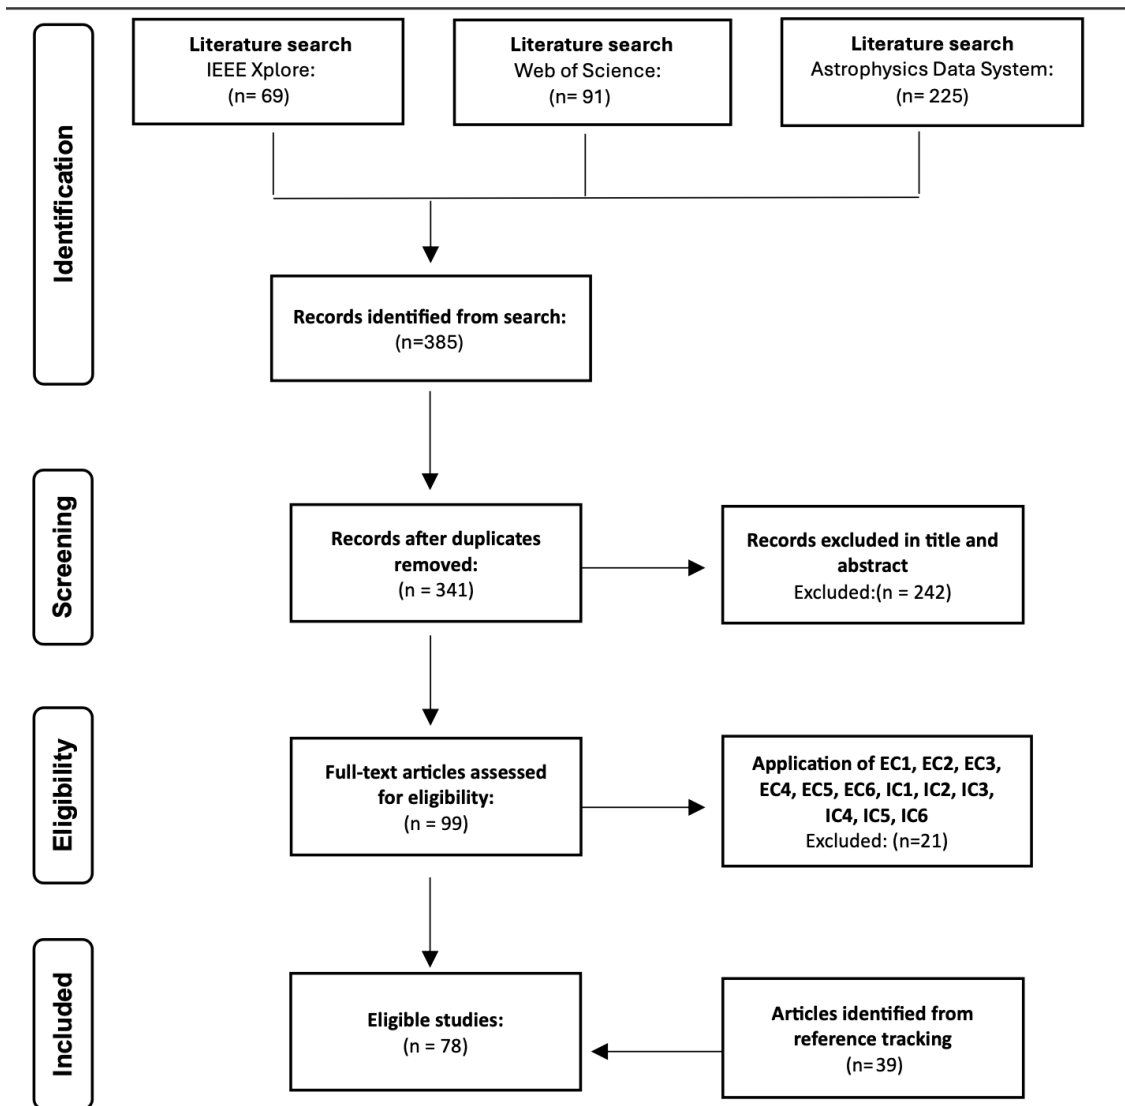 Identification
Literature search
IEEE Xplore:
(n= 69)
Literature search
Web of Science:
(n= 91)
Literature search
Astrophysics Data System:
(n= 225)
Records identified from search:
(n=385)
Screening
Records after duplicates
removed:
(n = 341)
Records excluded in title and
abstract
Excluded:(n = 242)
Eligibility
Full-text articles assessed
for eligibility:
(n = 99)
Application of EC1, EC2, EC3,
EC4, EC5, EC6, IC1, IC2, IC3,
IC4, IC5, IC6
Excluded: (n=21)
Included
Eligible studies:
(n = 78)
Articles identified from
reference tracking
(n=39)